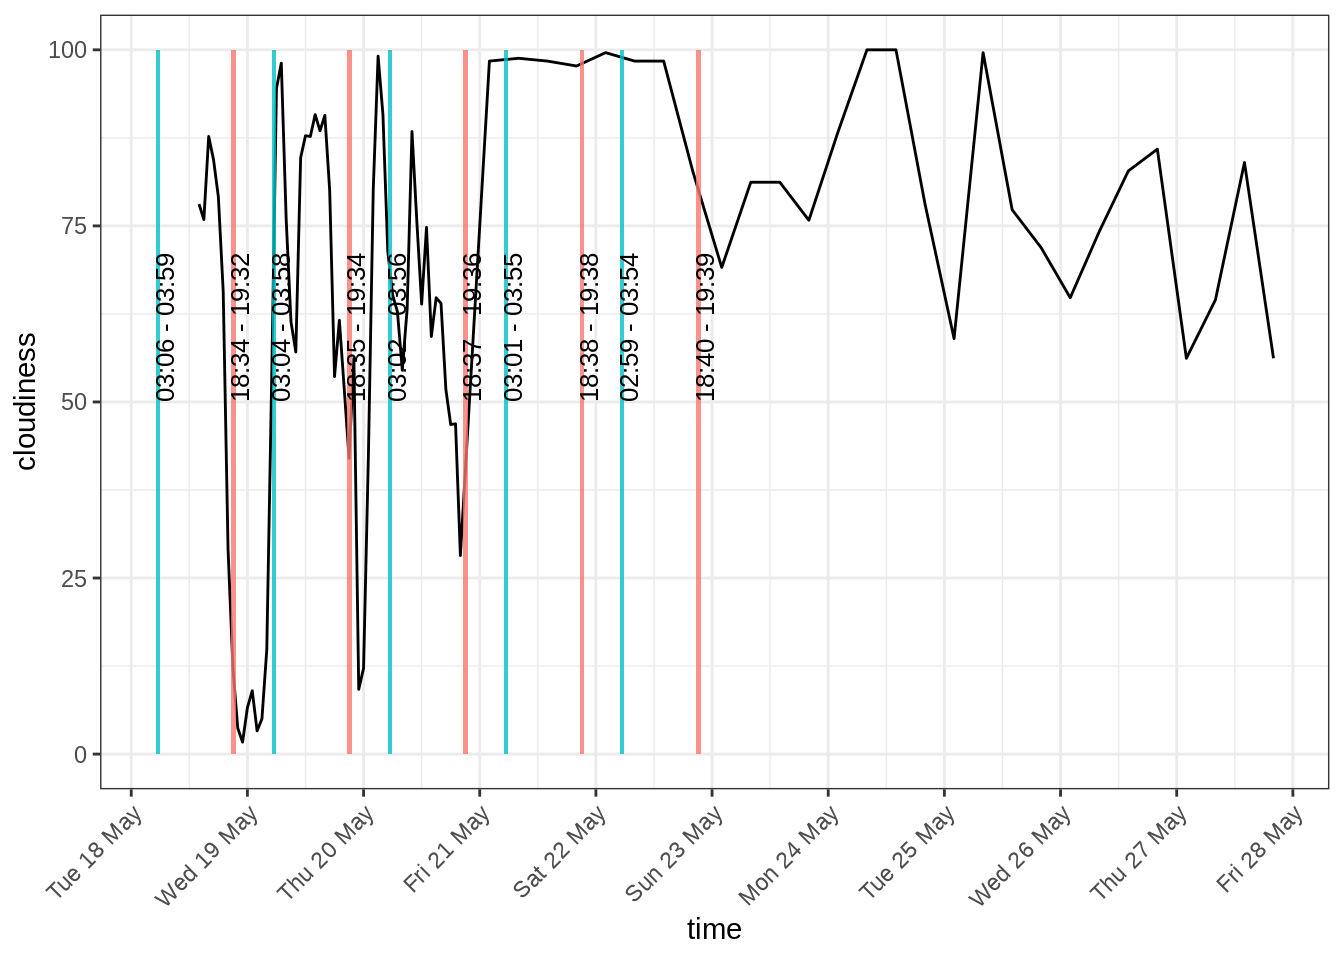 100
75
50
25
0
cloudiness
03:06 - 03:59
18:34 - 19:32
03:04 - 03:58
18:35 - 19:34
03:02 - 03:56
18:37 - 19:36
03:01 - 03:55
18:38 - 19:38
02:59 - 03:54
18:40 - 19:39
Tue 18 May
Wed 19 May
Thu 20 May
Fri 21 May
Sat 22 May
Sun 23 May
Mon 24 May
Tue 25 May
Wed 26 May
Thu 27 May
Fri 28 May
time